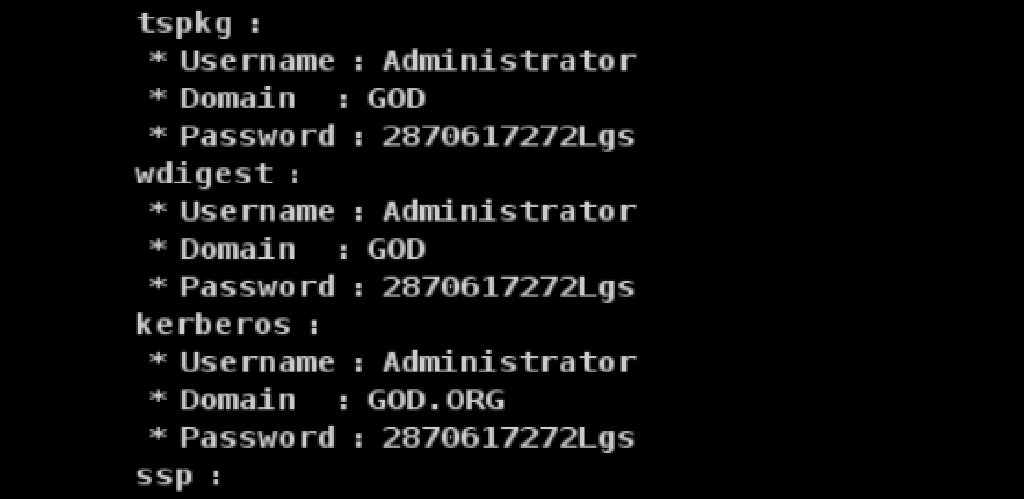 tspkg :
* Username : Administrator
* Domain : GOD
* Password : 2870617272Lgs
wdigest :
* Username : Administrator
* Domain : GOD
* Password : 2870617272Lgs
kerberos :
* Username : Administrator
* Domain : GOD.ORG
* Password : 2870617272Lgs
ssp :